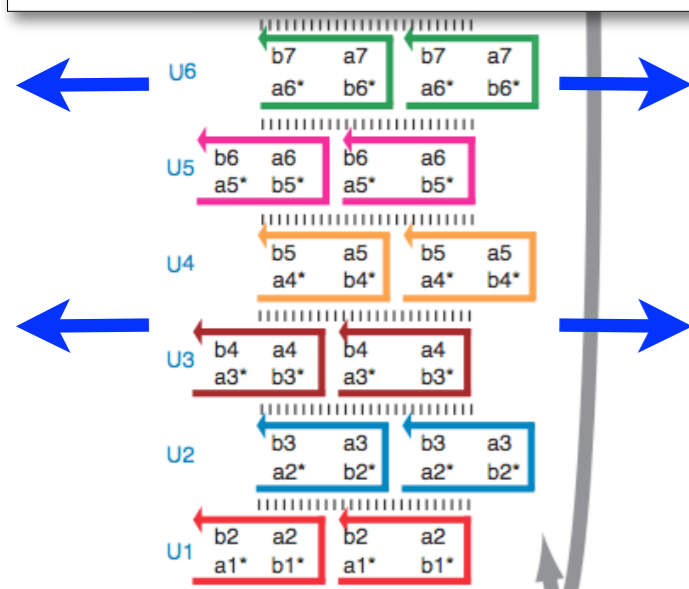 b7 a7 b7 a7
U6
a6* b6* a6* b6*
b6 a6 b6 a6
U5
a5* b5* a5* b5*
b5 a5 b5 a5
U4
a4* b4* a4* b4*
b4 a4 b4 a4
U3
a3* b3* a3* b3*
b3 a3 b3 a3
U2
a2* b2* a2* b2*
b2 a2 b2 a2
U1
a1* b1* a1* b1*